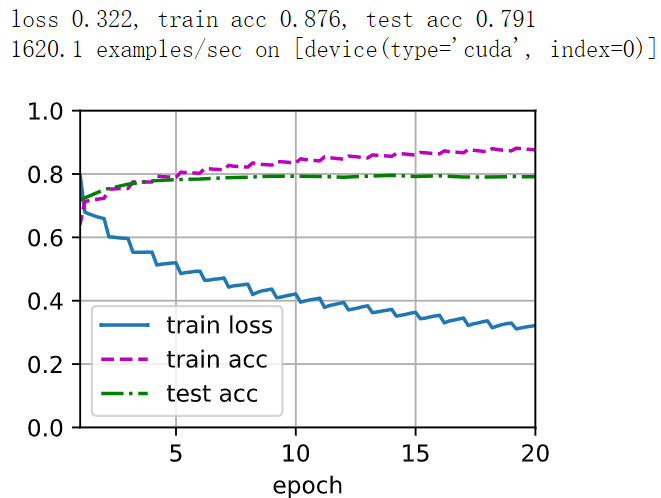 loss 0.322, train acc 0.876, test acc 0.791
1620.1 examples/sec on [device(type='cuda', index=0)]
1.0
0.8
0.6
0.4
0.2
0.0
train loss
train acc
test acc
5 10 15 20
epoch